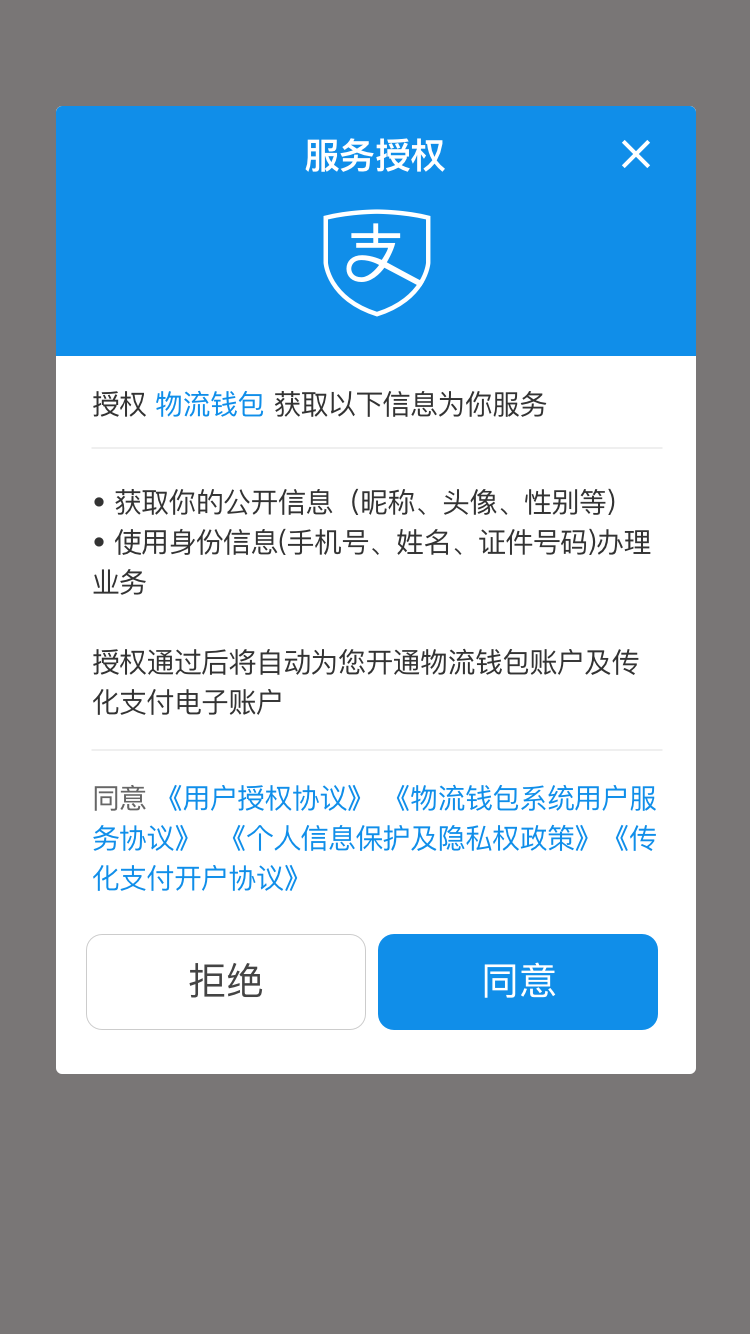 服务授权
支
授权 物流钱包 获取以下信息为你服务
• 获取你的公开信息（昵称、头像、性别等）
• 使用身份信息(手机号、姓名、证件号码)办理
业务
授权通过后将自动为您开通物流钱包账户及传
化支付电子账户
同意 《用户授权协议》 《物流钱包系统用户服
务协议》 《个人信息保护及隐私权政策》《传
化支付开户协议》
拒绝
同意